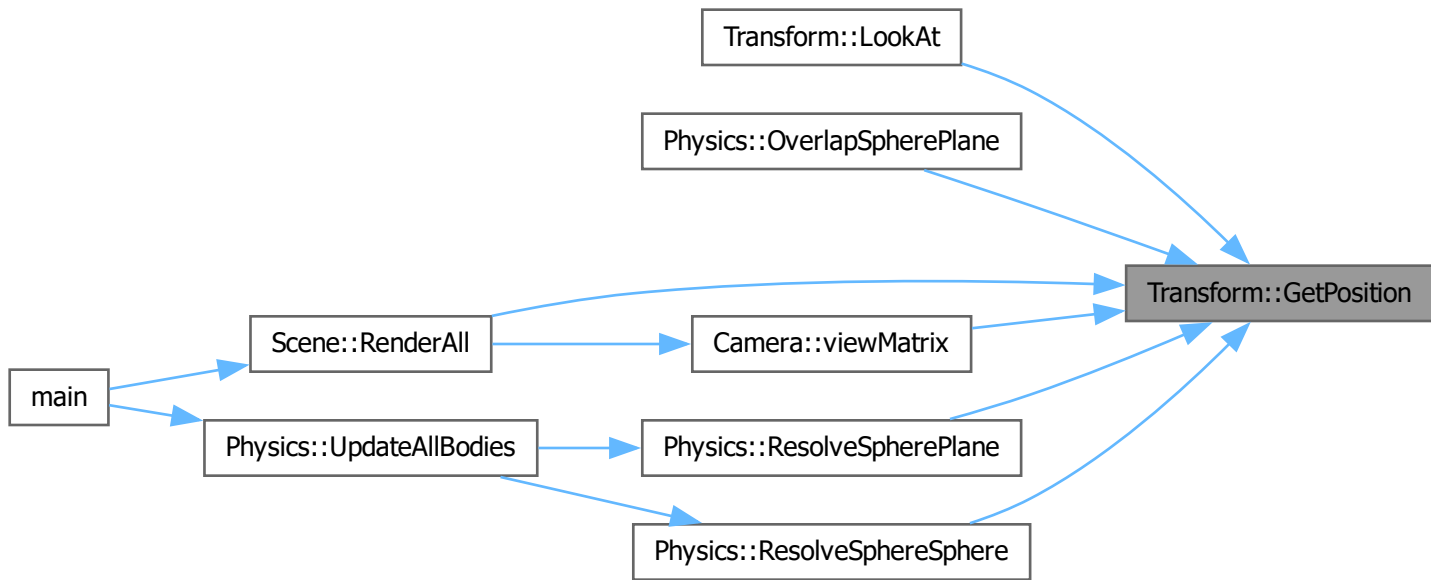 Transform::LookAt
Physics::OverlapSpherePlane
Transform::GetPosition
Scene::RenderAll
Camera::viewMatrix
main
Physics::UpdateAllBodies
Physics::ResolveSpherePlane
Physics::ResolveSphereSphere